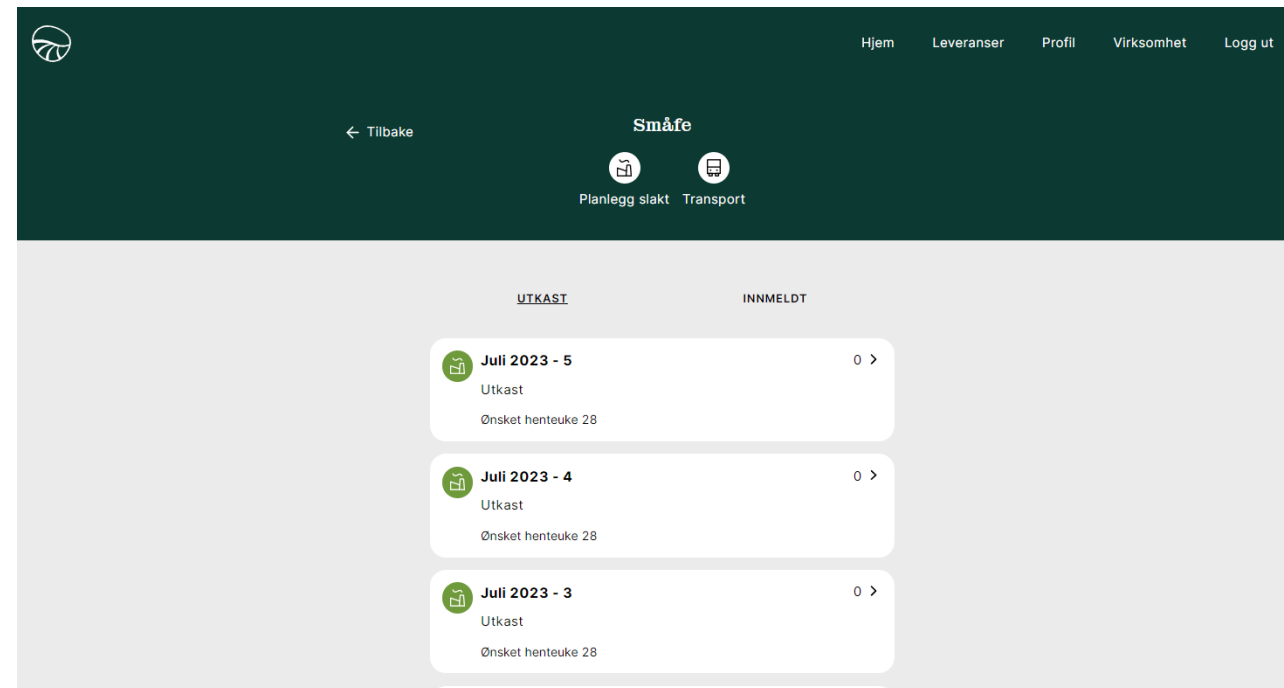 Hjem Leveranser Profil Virksomhet Logg ut
← Tilbake
Småfe
Planlegg slakt Transport
UTKAST INNMELDT
Juli 2023 - 5 0 >
Utkast
Ønsket henteuke 28
Juli 2023 - 4 0 >
Utkast
Ønsket henteuke 28
Juli 2023 - 3 0 >
Utkast
Ønsket henteuke 28